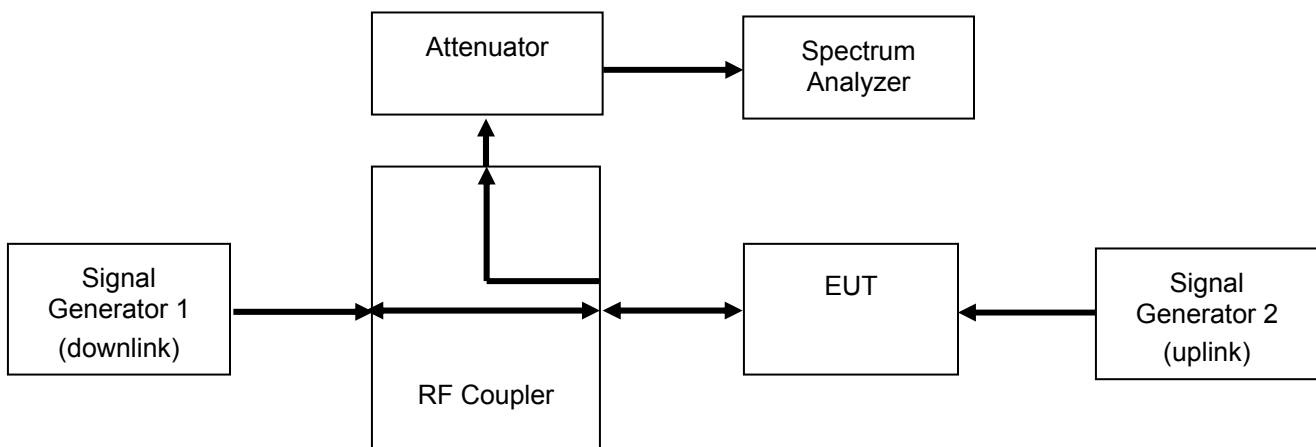 Attenuator
Spectrum
Analyzer
Signal
Generator 1
(downlink)
EUT
Signal
Generator 2
(uplink)
RF Coupler